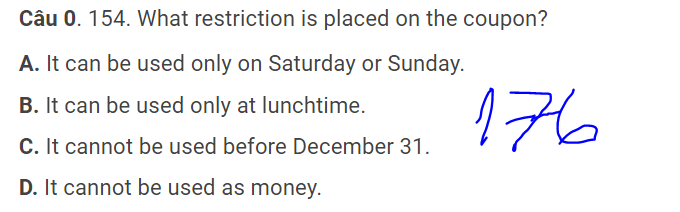 Câu 0. 154. What restriction is placed on the coupon?
A. It can be used only on Saturday or Sunday.
B. It can be used only at lunchtime.
176
C. It cannot be used before December 31.
D. It cannot be used as money.